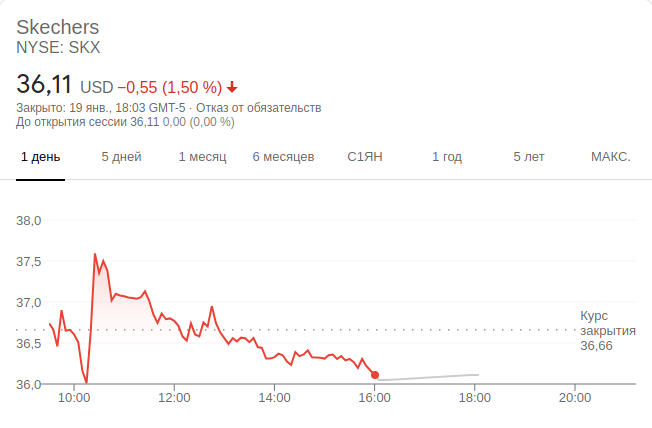 Skechers
NYSE: SKX
36,11 USD −0,55 (1,50 %)
Закрыто: 19 янв., 18:03 GMT-5 · Отказ от обязательств
До открытия сессии 36,11 0,00 (0,00 %)
1 день 5 дней 1 месяц 6 месяцев С1ЯН 1 год 5 лет МАКС.
38,0
37,5
37,0
Курс
закрытия
36,66
36,5
36,0
10:00 12:00 14:00 16:00 18:00 20:00